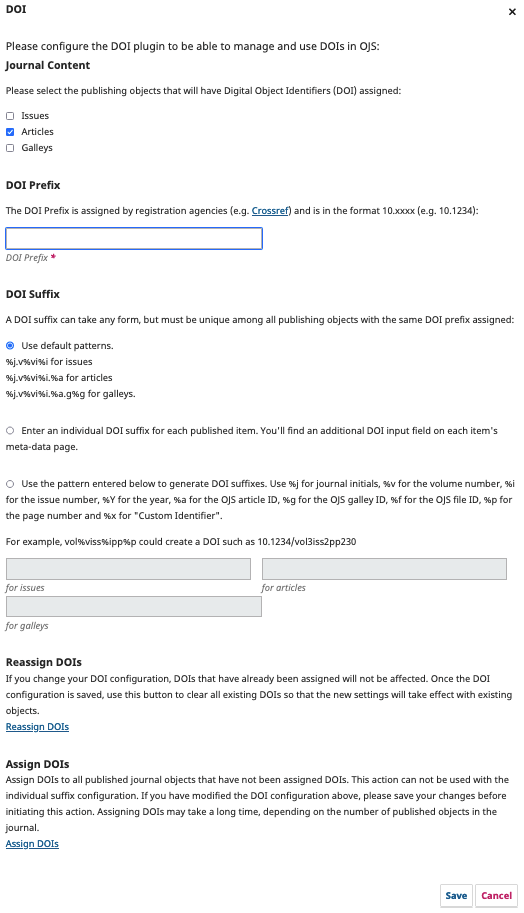 DOI
×
Please configure the DOI plugin to be able to manage and use DOIs in OJS:
Journal Content
Please select the publishing objects that will have Digital Object Identifiers (DOI) assigned:
Issues
Articles
Galleys
DOI Prefix
The DOI Prefix is assigned by registration agencies (e.g. Crossref) and is in the format 10.xxxx (e.g. 10.1234):
DOI Prefix *
DOI Suffix
A DOI suffix can take any form, but must be unique among all publishing objects with the same DOI prefix assigned:
Use default patterns.
%j.v%vi%i for issues
%j.v%vi%i.%a for articles
%j.v%vi%i.%a.g%g for galleys.
Enter an individual DOI suffix for each published item. You'll find an additional DOI input field on each item's
meta-data page.
Use the pattern entered below to generate DOI suffixes. Use %j for journal initials, %v for the volume number, %i
for the issue number, %Y for the year, %a for the OJS article ID, %g for the OJS galley ID, %f for the OJS file ID, %p for
the page number and %x for "Custom Identifier".
For example, vol%viss%ipp%p could create a DOI such as 10.1234/vol3iss2pp230
for issues
for articles
for galleys
Reassign DOIs
If you change your DOI configuration, DOIs that have already been assigned will not be affected. Once the DOI
configuration is saved, use this button to clear all existing DOIs so that the new settings will take effect with existing
objects.
Reassign DOIs
Assign DOIs
Assign DOIs to all published journal objects that have not been assigned DOIs. This action can not be used with the
individual suffix configuration. If you have modified the DOI configuration above, please save your changes before
initiating this action. Assigning DOIs may take a long time, depending on the number of published objects in the
journal.
Assign DOIs
Save
Cancel